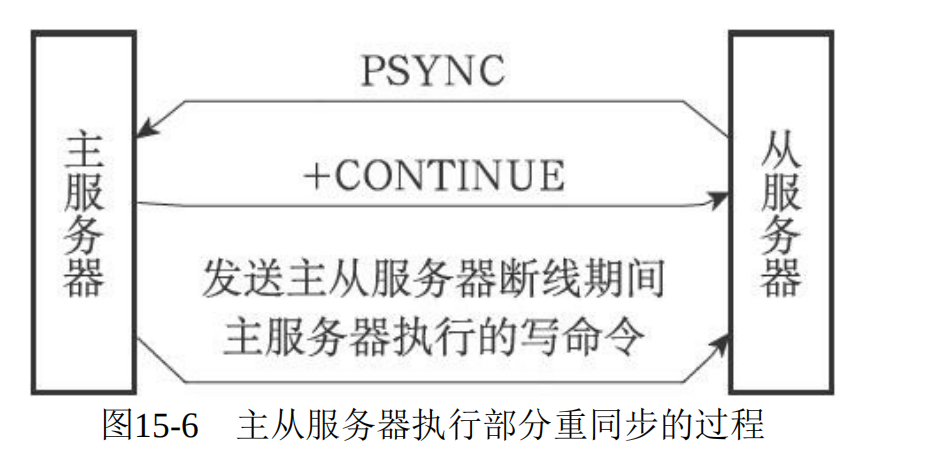 PSYNC
主服务器
从服务器
+CONTINUE
发送主从服务器断线期间
主服务器执行的写命令
图15-6 主从服务器执行部分重同步的过程